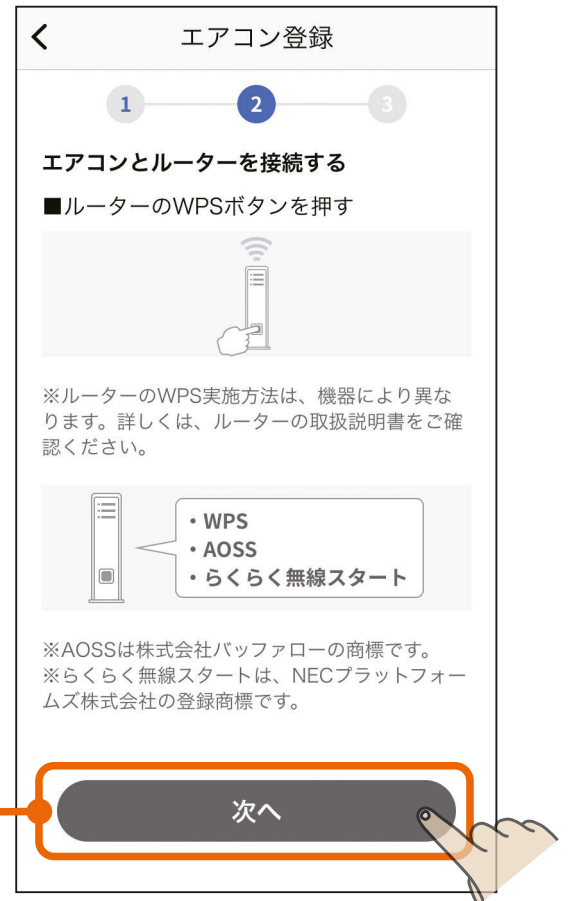 エアコン登録
1 2 3
エアコンとルーターを接続する
■ルーターのWPSボタンを押す
※ルーターのWPS実施方法は、機器により異な
ります。詳しくは、ルーターの取扱説明書をご確
認ください。
・WPS
・AOSS
・らくらく無線スタート
※AOSSは株式会社バッファローの商標です。
※らくらく無線スタートは、NECプラットフォー
ムズ株式会社の登録商標です。
次へ